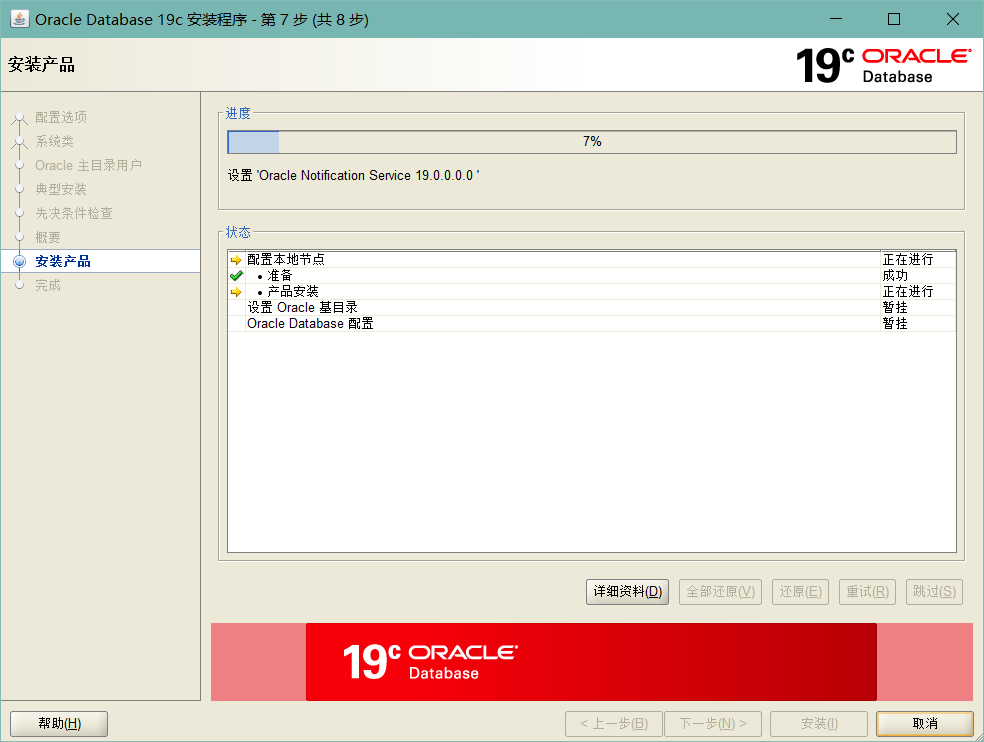 Oracle Database 19c 安装程序 - 第 7 步 (共 8 步)
安装产品
19c ORACLE
Database
配置选项
系统类
Oracle 主目录用户
典型安装
先决条件检查
概要
安装产品
完成
进度
7%
设置 'Oracle Notification Service 19.0.0.0.0 '
状态
配置本地节点 正在进行
• 准备 成功
• 产品安装 正在进行
设置 Oracle 基目录 暂挂
Oracle Database 配置 暂挂
详细资料(D) 全部还原(V) 还原(E) 重试(R) 跳过(S)
19c ORACLE
Database
帮助(H) < 上一步(B) 下一步(N) > 安装(I) 取消